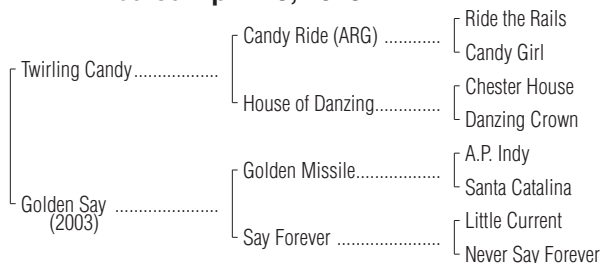 Ride the Rails
Candy Ride (ARG) ............
Candy Girl
Twirling Candy.................
Chester House
House of Danzing.............
Danzing Crown
A.P. Indy
Golden Missile.................
Santa Catalina
Golden Say .....................
(2003)
Little Current
Say Forever .....................
Never Say Forever